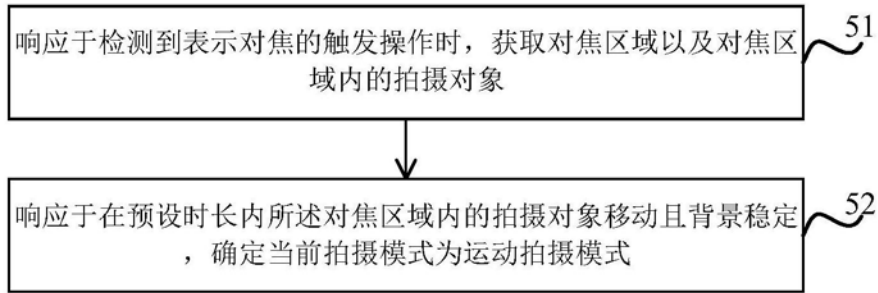 响应于检测到表示对焦的触发操作时，获取对焦区域以及对焦区
域内的拍摄对象
51
响应于在预设时长内所述对焦区域内的拍摄对象移动且背景稳定
，确定当前拍摄模式为运动拍摄模式
52